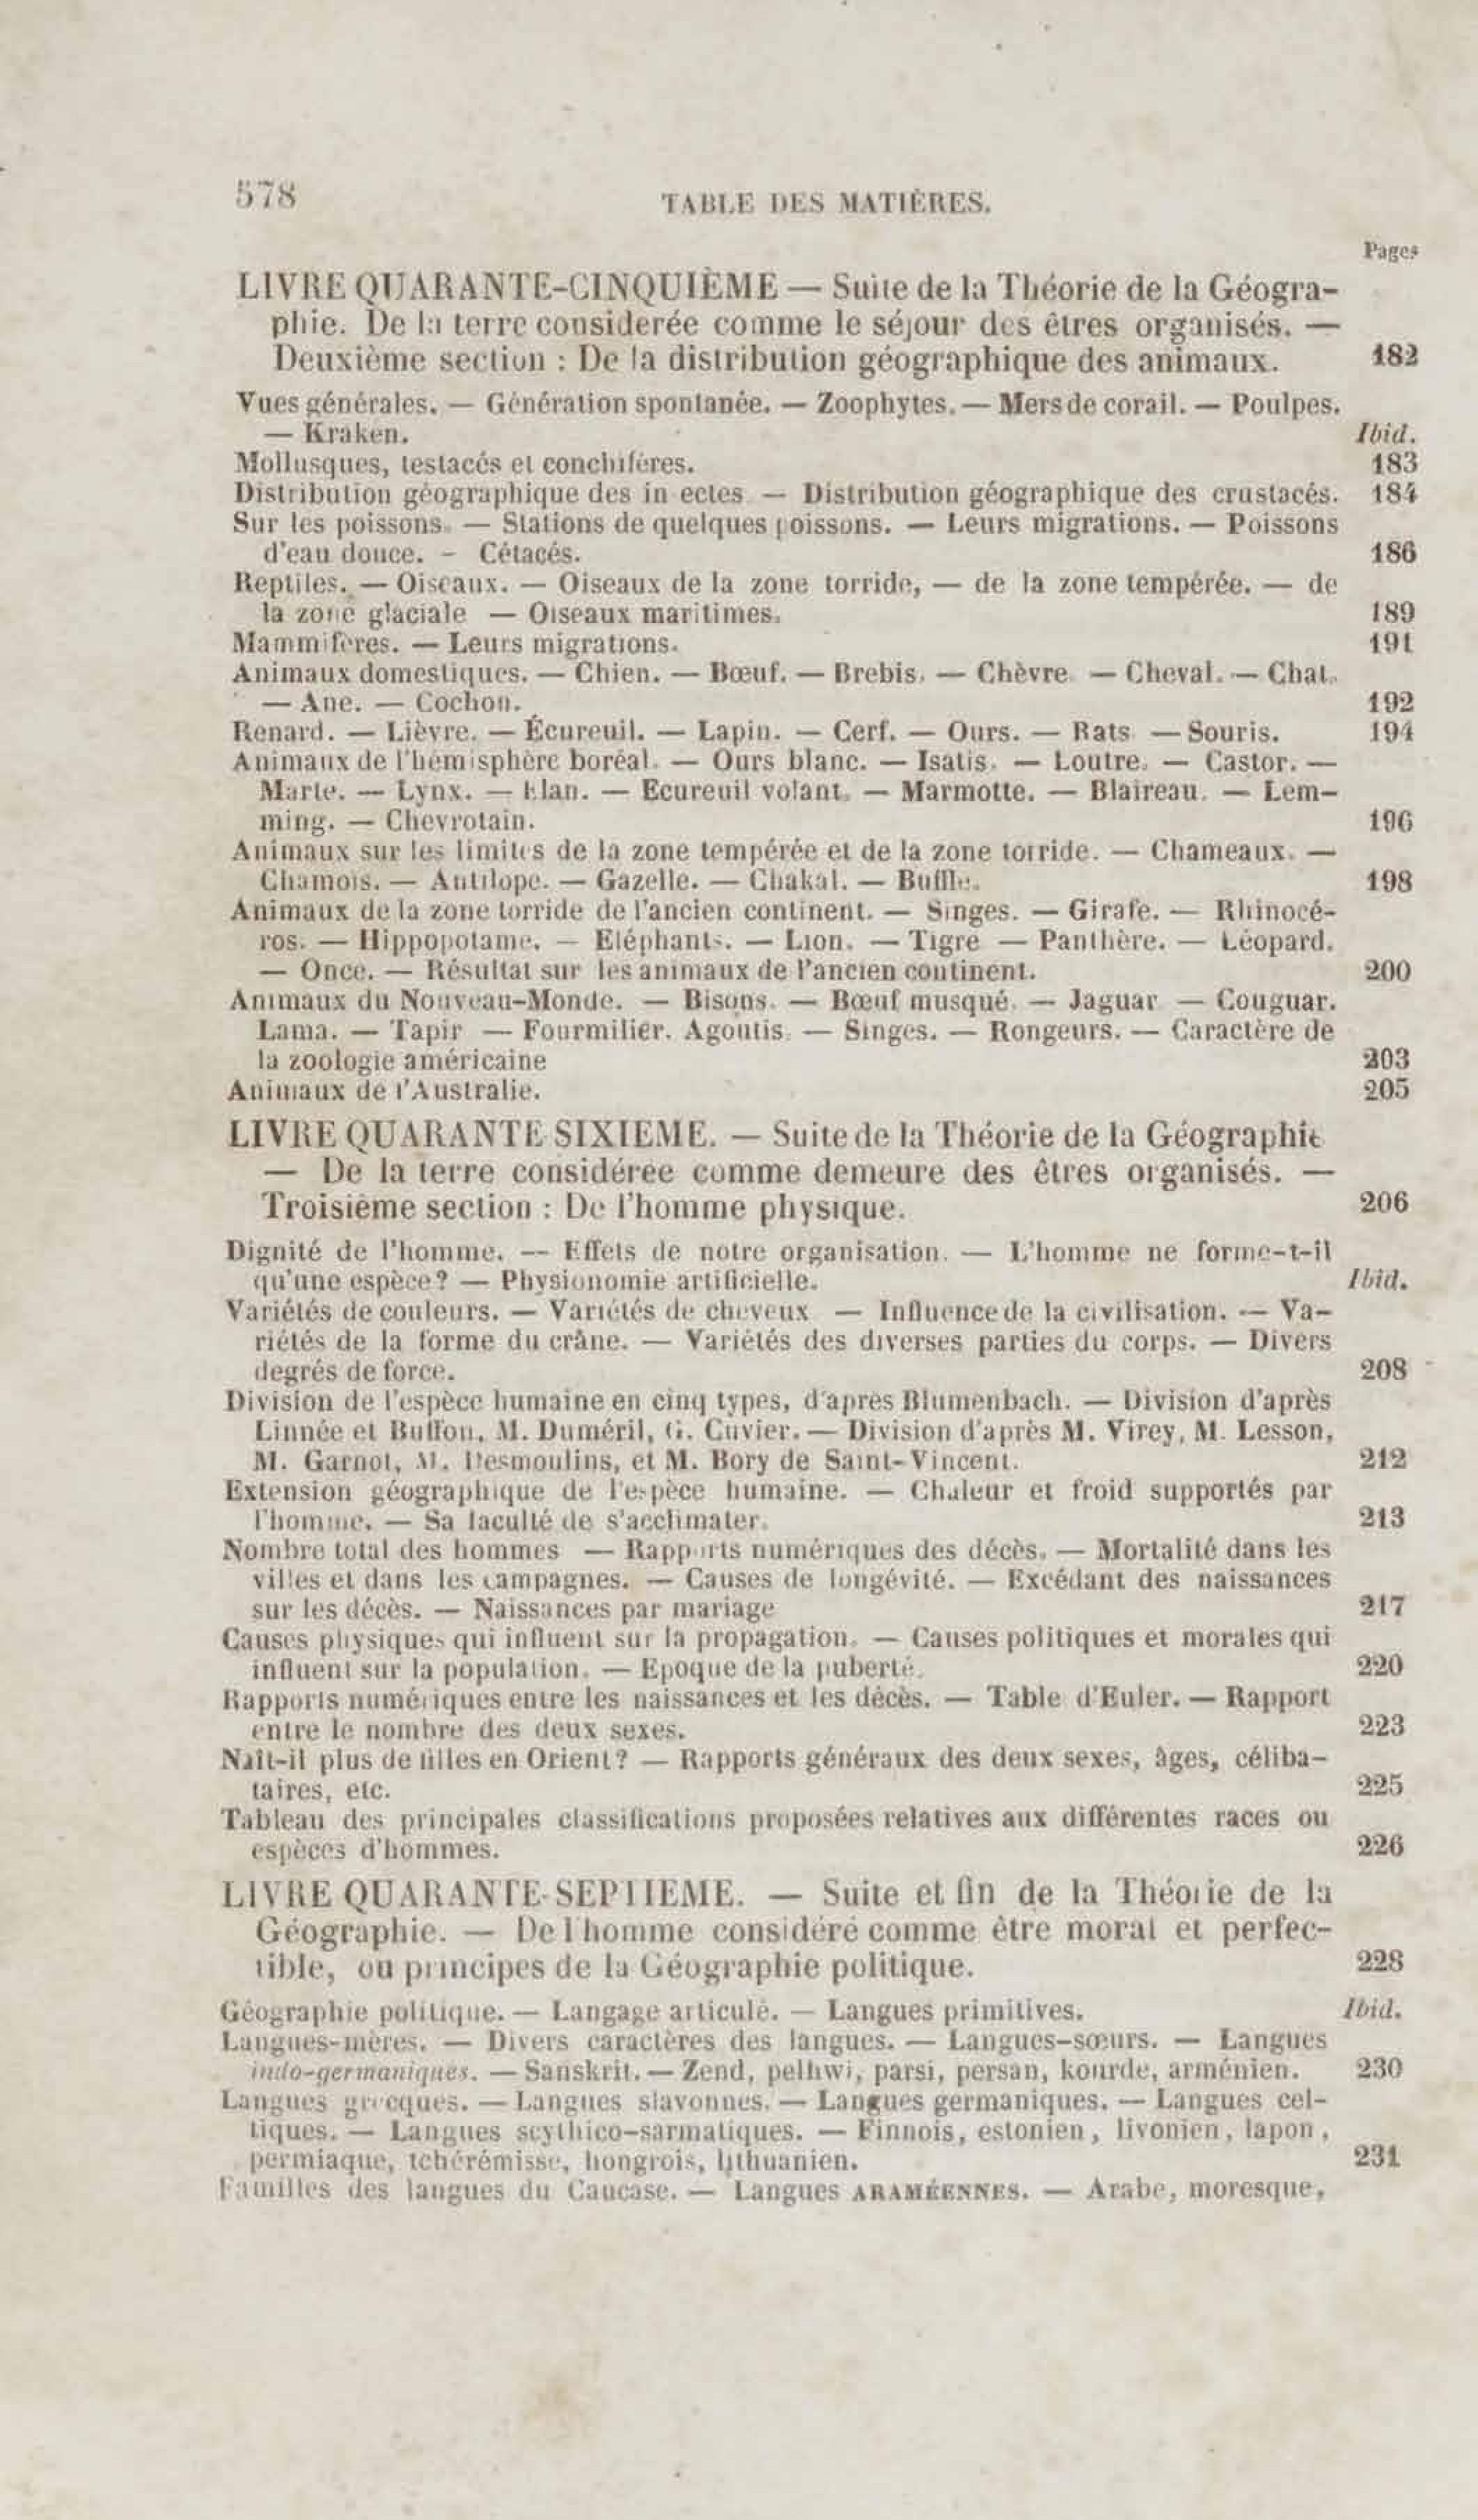 578
TABLE DES MATIÈRES.
Pages
LIVRE QUARANTE-CINQUIÈME — Suite de la Théorie de la Géogra-
phie. De la terre considerée comme le séjour des êtres organisés. —
Deuxième section : De la distribution géographique des animaux. 182
Vues générales. — Génération spontanée. — Zoophytes. — Mers de corail. — Poulpes.
— Kraken. Ibid.
Mollusques, testacés et conchifères. 183
Distribution géographique des in ectes — Distribution géographique des crustacés. 184
Sur les poissons. — Stations de quelques poissons. — Leurs migrations. — Poissons
d'eau douce. - Cétacés. 186
Reptiles. — Oiseaux. — Oiseaux de la zone torride, — de la zone tempérée. — de
la zone glaciale — Oiseaux maritimes. 189
Mammifères. — Leurs migrations. 191
Animaux domestiques. — Chien. — Bœuf. — Brebis. — Chèvre. — Cheval. — Chat.
— Ane. — Cochon. 192
Renard. — Lièvre. — Écureuil. — Lapin. — Cerf. — Ours. — Rats — Souris. 194
Animaux de l'hémisphère boréal. — Ours blanc. — Isatis. — Loutre. — Castor. —
Marte. — Lynx. — Elan. — Ecureuil volant. — Marmotte. — Blaireau. — Lem-
ming. — Chevrotain. 196
Animaux sur les limites de la zone tempérée et de la zone torride. — Chameaux. —
Chamois. — Antilope. — Gazelle. — Chakal. — Buffle. 198
Animaux de la zone torride de l'ancien continent. — Singes. — Girafe. — Rhinocé-
ros. — Hippopotame. — Eléphants. — Lion. — Tigre — Panthère. — Léopard.
— Once. — Résultat sur les animaux de l'ancien continent. 200
Animaux du Nouveau-Monde. — Bisons. — Bœuf musqué. — Jaguar — Couguar.
Lama. — Tapir — Fourmilier. Agoutis. — Singes. — Rongeurs. — Caractère de
la zoologie américaine 203
Animaux de l'Australie. 205
LIVRE QUARANTE SIXIEME. — Suite de la Théorie de la Géographie
— De la terre considérée comme demeure des êtres organisés. —
Troisième section : De l'homme physique. 206
Dignité de l'homme. — Effets de notre organisation. — L'homme ne forme-t-il
qu'une espèce? — Physionomie artificielle. Ibid.
Variétés de couleurs. — Variétés de cheveux — Influence de la civilisation. — Va-
riétés de la forme du crâne. — Variétés des diverses parties du corps. — Divers
degrés de force. 208
Division de l'espèce humaine en cinq types, d'après Blumenbach. — Division d'après
Linnée et Buffon, M. Duméril, G. Cuvier. — Division d'après M. Virey, M. Lesson,
M. Garnot, M. Desmoulins, et M. Bory de Saint-Vincent. 212
Extension géographique de l'espèce humaine. — Chaleur et froid supportés par
l'homme. — Sa faculté de s'acclimater. 213
Nombre total des hommes — Rapports numériques des décès. — Mortalité dans les
villes et dans les campagnes. — Causes de longévité. — Excédant des naissances
sur les décès. — Naissances par mariage 217
Causes physiques qui influent sur la propagation. — Causes politiques et morales qui
influent sur la population. — Epoque de la puberté. 220
Rapports numériques entre les naissances et les décès. — Table d'Euler. — Rapport
entre le nombre des deux sexes. 223
Naît-il plus de filles en Orient? — Rapports généraux des deux sexes, âges, céliba-
taires, etc. 225
Tableau des principales classifications proposées relatives aux différentes races ou
espèces d'hommes. 226
LIVRE QUARANTE-SEPTIEME. — Suite et fin de la Théorie de la
Géographie. — De l'homme considéré comme être moral et perfec-
tible, ou principes de la Géographie politique. 228
Géographie politique. — Langage articulé. — Langues primitives. Ibid.
Langues-mères. — Divers caractères des langues. — Langues-sœurs. — Langues
indo-germaniques. — Sanskrit. — Zend, pelhwi, parsi, persan, kourde, arménien. 230
Langues grecques. — Langues slavonnes. — Langues germaniques. — Langues cel-
tiques. — Langues scythico-sarmatiques. — Finnois, estonien, livonien, lapon,
permiaque, tchérémisse, hongrois, lithuanien. 231
Familles des langues du Caucase. — Langues ARAMÉENNES. — Arabe, moresque,